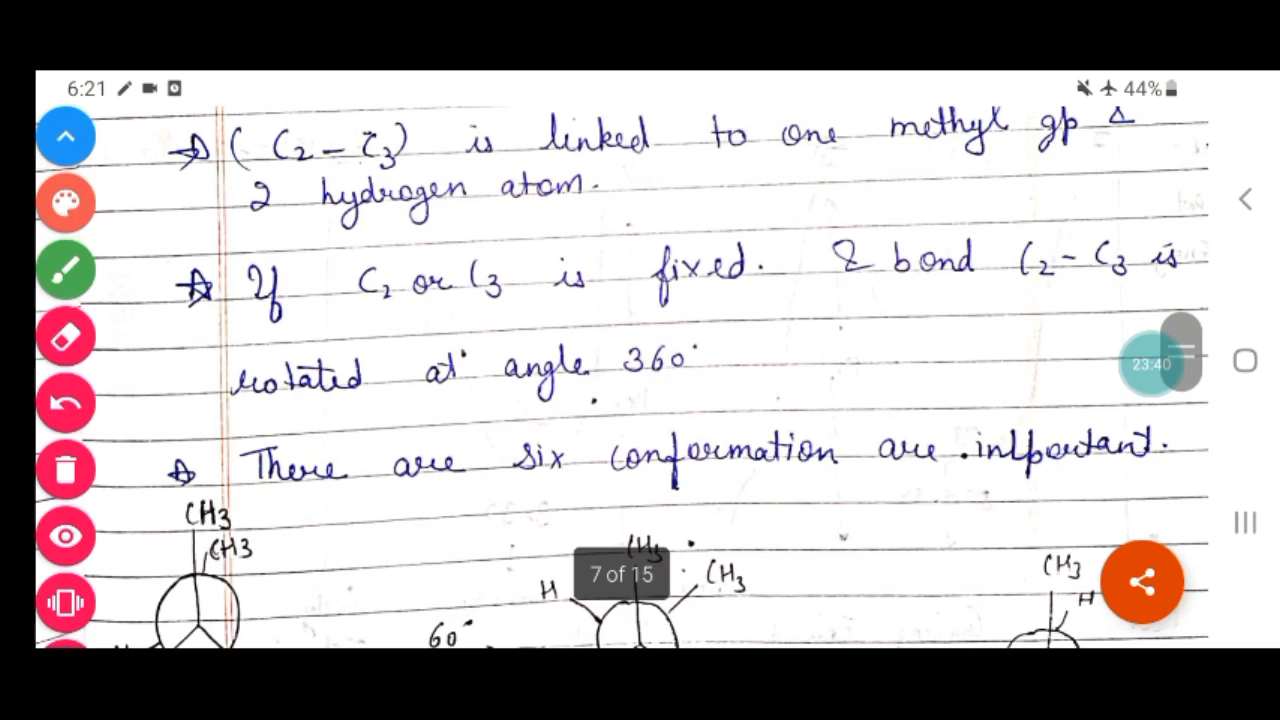 6:21
44%
(C₂ - C₃) is linked to one methyl gp &
2 hydrogen atom.
If C₂ or C₃ is fixed. & bond C₂ - C₃ is
rotated at angle 360°
23:40
There are six conformation are important.
CH3
CH3
CH3
7 of 15
H
CH3
CH3
H
60°